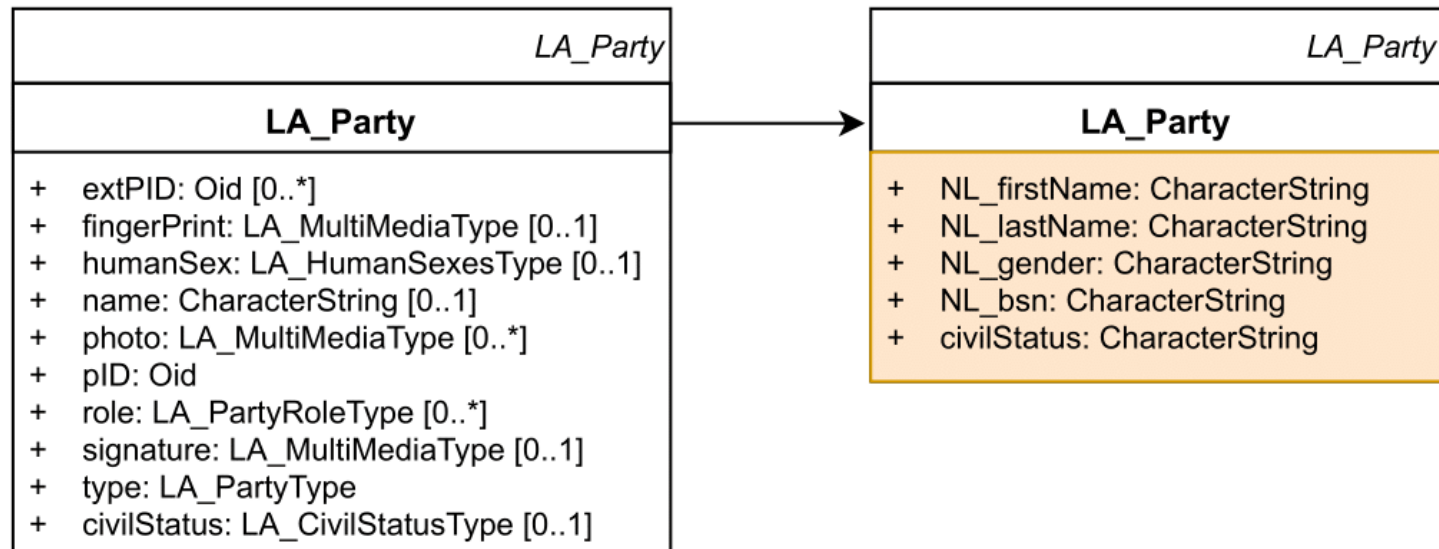 LA_Party
LA_Party
+ extPID: Oid [0..*]
+ fingerPrint: LA_MultiMediaType [0..1]
+ humanSex: LA_HumanSexesType [0..1]
+ name: CharacterString [0..1]
+ photo: LA_MultiMediaType [0..*]
+ pID: Oid
+ role: LA_PartyRoleType [0..*]
+ signature: LA_MultiMediaType [0..1]
+ type: LA_PartyType
+ civilStatus: LA_CivilStatusType [0..1]
LA_Party
LA_Party
+ NL_firstName: CharacterString
+ NL_lastName: CharacterString
+ NL_gender: CharacterString
+ NL_bsn: CharacterString
+ civilStatus: CharacterString